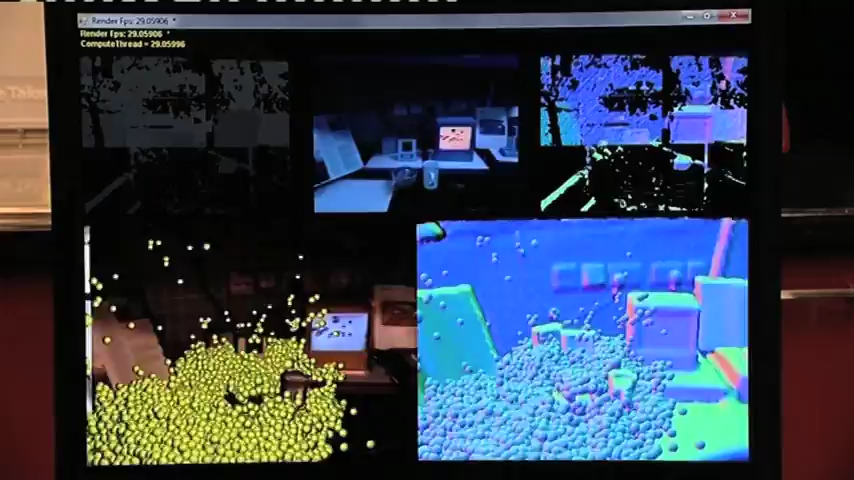 Render Fps: 29.05906 *
Render Fps: 29.05906 *
ComputeThread = 29.05996